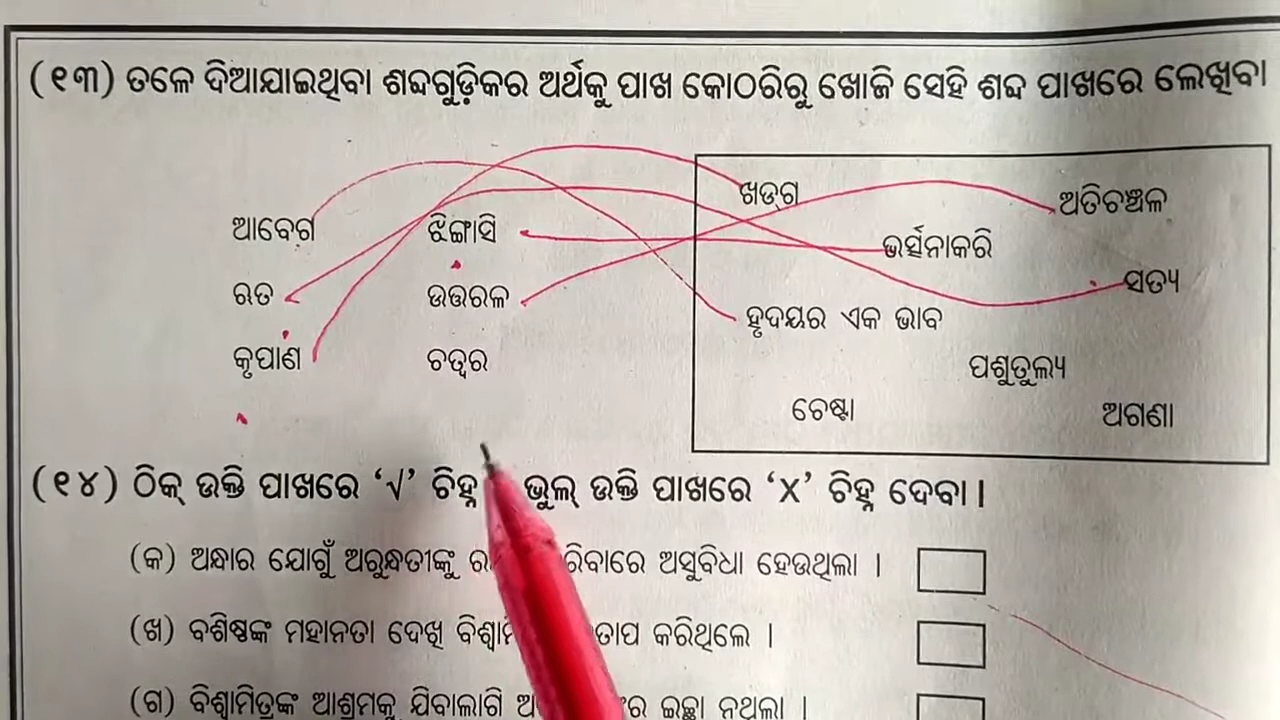 (୧୩) ତଳେ ଦିଆଯାଇଥିବା ଶବ୍ଦଗୁଡ଼ିକର ଅର୍ଥକୁ ପାଖ କୋଠରିରୁ ଖୋଜି ସେହି ଶବ୍ଦ ପାଖରେ ଲେଖିବା
ଖଡ୍‌ଗ ଅତିଚଞ୍ଚଳ
ଆବେଗ ଝିଙ୍ଗାସି ଭର୍ତ୍ସନାକରି
ଋତ ଉତ୍ତରଳ ସତ୍ୟ
ହୃଦୟର ଏକ ଭାବ
କୃପାଣ ଚତ୍ୱର ପଶୁତୁଲ୍ୟ
ଚେଷ୍ଟା ଅଗଣା
(୧୪) ଠିକ୍ ଉକ୍ତି ପାଖରେ ‘√’ ଚିହ୍ନ ଭୁଲ୍ ଉକ୍ତି ପାଖରେ ‘X’ ଚିହ୍ନ ଦେବା।
(କ) ଅନ୍ଧାର ଯୋଗୁଁ ଅରୁନ୍ଧତୀଙ୍କୁ ଅସୁବିଧା ହେଉଥିଲା ।
(ଖ) ବଶିଷ୍ଠଙ୍କ ମହାନତା ଦେଖି କରିଥିଲେ ।
(ଗ) ବିଶ୍ୱାମିତ୍ରଙ୍କ ଆଶ୍ରମକୁ ଯିବାଲାଗି ଇଚ୍ଛା ନଥିଲା ।